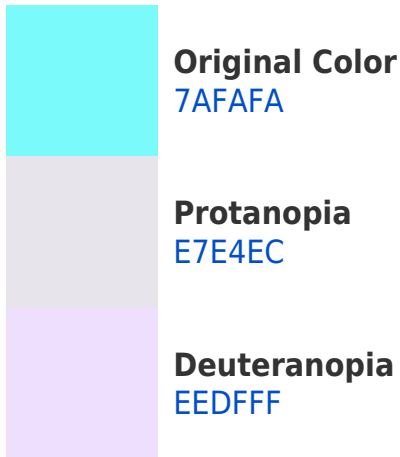 Original Color
7AFAFA
Protanopia
E7E4EC
Deuteranopia
EEDFFF